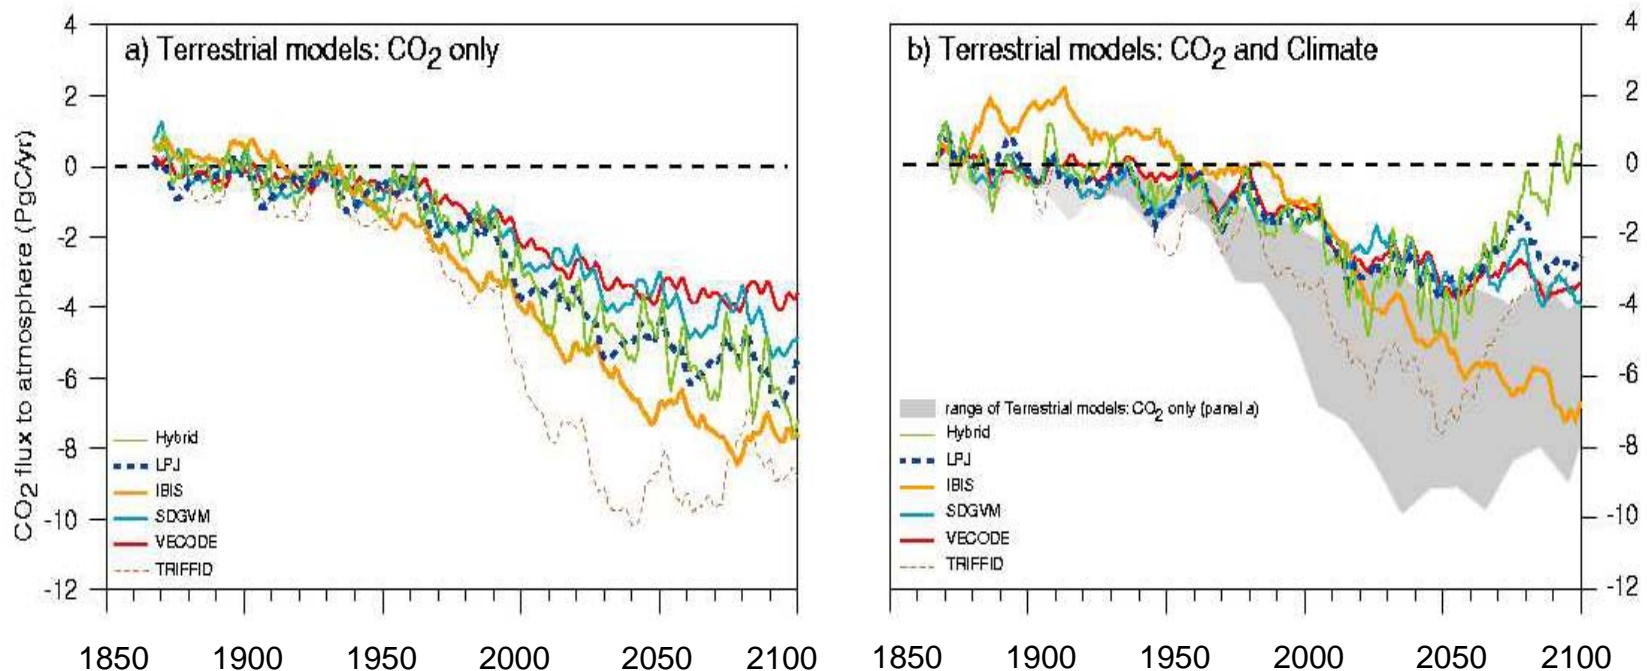 a) Terrestrial models: CO2 only
CO2 flux to atmosphere (PgC/yr)
4
2
0
-2
-4
-6
-8
-10
-12
Hybrid
LPJ
IBIS
SDGVM
VECODE
TRIFFID
1850 1900 1950 2000 2050 2100
b) Terrestrial models: CO2 and Climate
4
2
0
-2
-4
-6
-8
-10
-12
range of Terrestrial models: CO2 only (panel a)
Hybrid
LPJ
IBIS
SDGVM
VECODE
TRIFFID
1850 1900 1950 2000 2050 2100